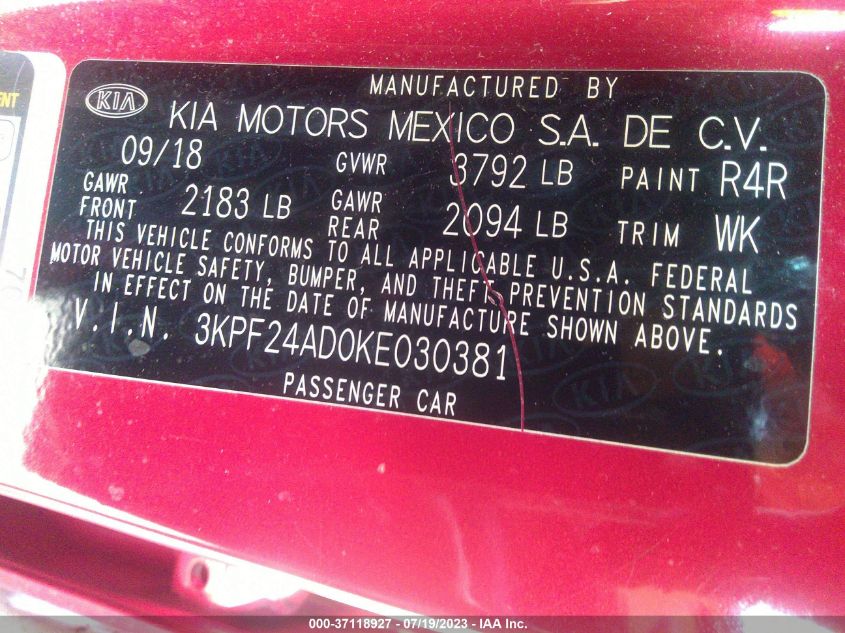 MANUFACTURED BY
KIA KIA MOTORS MEXICO S.A. DE C.V.
09/18 GVWR 3792 LB PAINT R4R
GAWR FRONT 2183 LB GAWR REAR 2094 LB TRIM WK
THIS VEHICLE CONFORMS TO ALL APPLICABLE U.S.A. FEDERAL
MOTOR VEHICLE SAFETY, BUMPER, AND THEFT PREVENTION STANDARDS
IN EFFECT ON THE DATE OF MANUFACTURE SHOWN ABOVE.
V.I.N. 3KPF24AD0KE030381
PASSENGER CAR
000-37118927 - 07/19/2023 - IAA Inc.